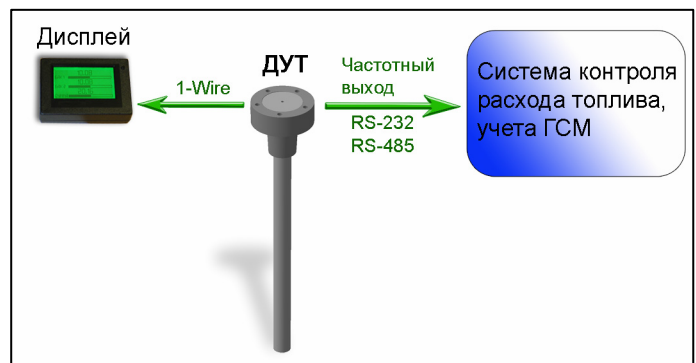 Дисплей
1-Wire
ДУТ
Частотный
выход
RS-232
RS-485
Система контроля
расхода топлива,
учета ГСМ